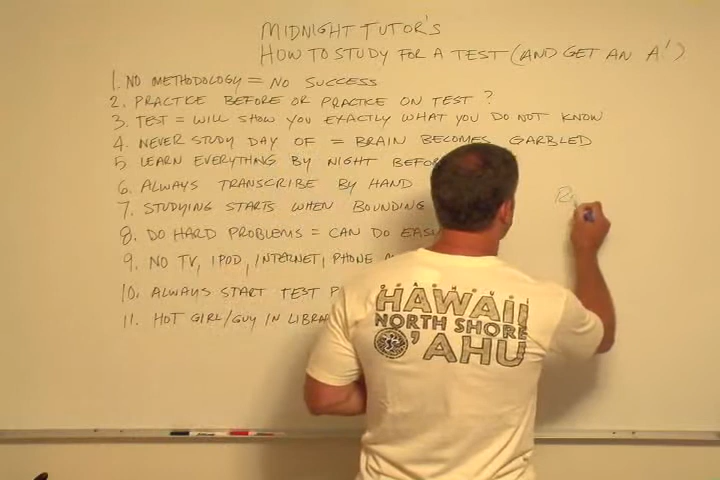 MIDNIGHT TUTOR'S
HOW TO STUDY FOR A TEST (AND GET AN A!)
1. NO METHODOLOGY = NO SUCCESS
2. PRACTICE BEFORE OR PRACTICE ON TEST?
3. TEST = WILL SHOW YOU EXACTLY WHAT YOU DO NOT KNOW
4. NEVER STUDY DAY OF = BRAIN BECOMES GARBLED
5 LEARN EVERYTHING BY NIGHT BEFOR
6. ALWAYS TRANSCRIBE BY HAND
7. STUDYING STARTS WHEN BOUNDING
8. DO HARD PROBLEMS = CAN DO EASY
9. NO TV, IPOD, INTERNET, PHONE
10. ALWAYS START TEST P
11. HOT GIRL/GUY IN LIBRA
HAWAII
NORTH SHORE
O'AHU